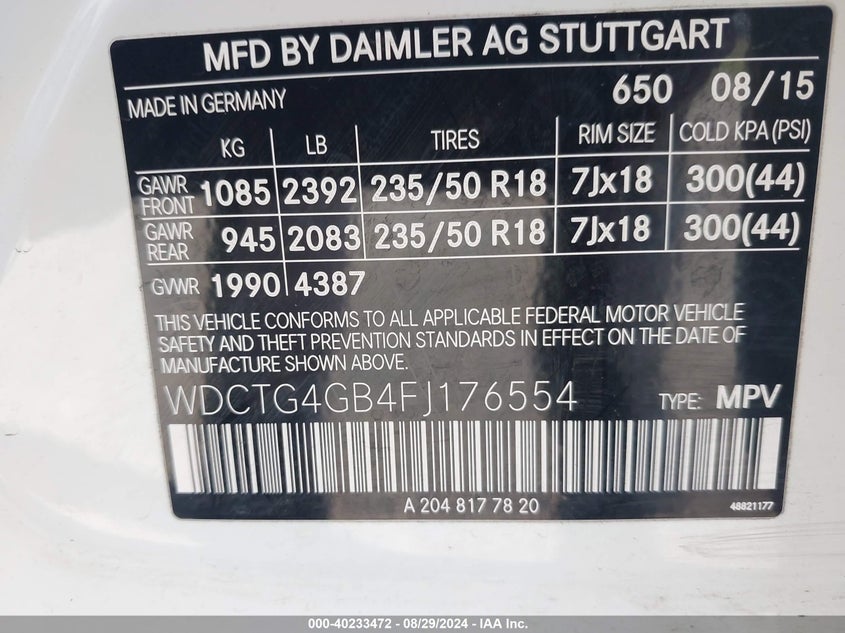 MFD BY DAIMLER AG STUTTGART
MADE IN GERMANY 650 08/15
KG LB TIRES RIM SIZE COLD KPA (PSI)
GAWR FRONT 1085 2392 235/50 R18 7Jx18 300(44)
GAWR REAR 945 2083 235/50 R18 7Jx18 300(44)
GVWR 1990 4387
THIS VEHICLE CONFORMS TO ALL APPLICABLE FEDERAL MOTOR VEHICLE
SAFETY AND THEFT PREVENTION STANDARDS IN EFFECT ON THE DATE OF
MANUFACTURE SHOWN ABOVE.
WDCTG4GB4FJ176554 TYPE: MPV
A 204 817 78 20 48821177
000-40233472 - 08/29/2024 - IAA Inc.